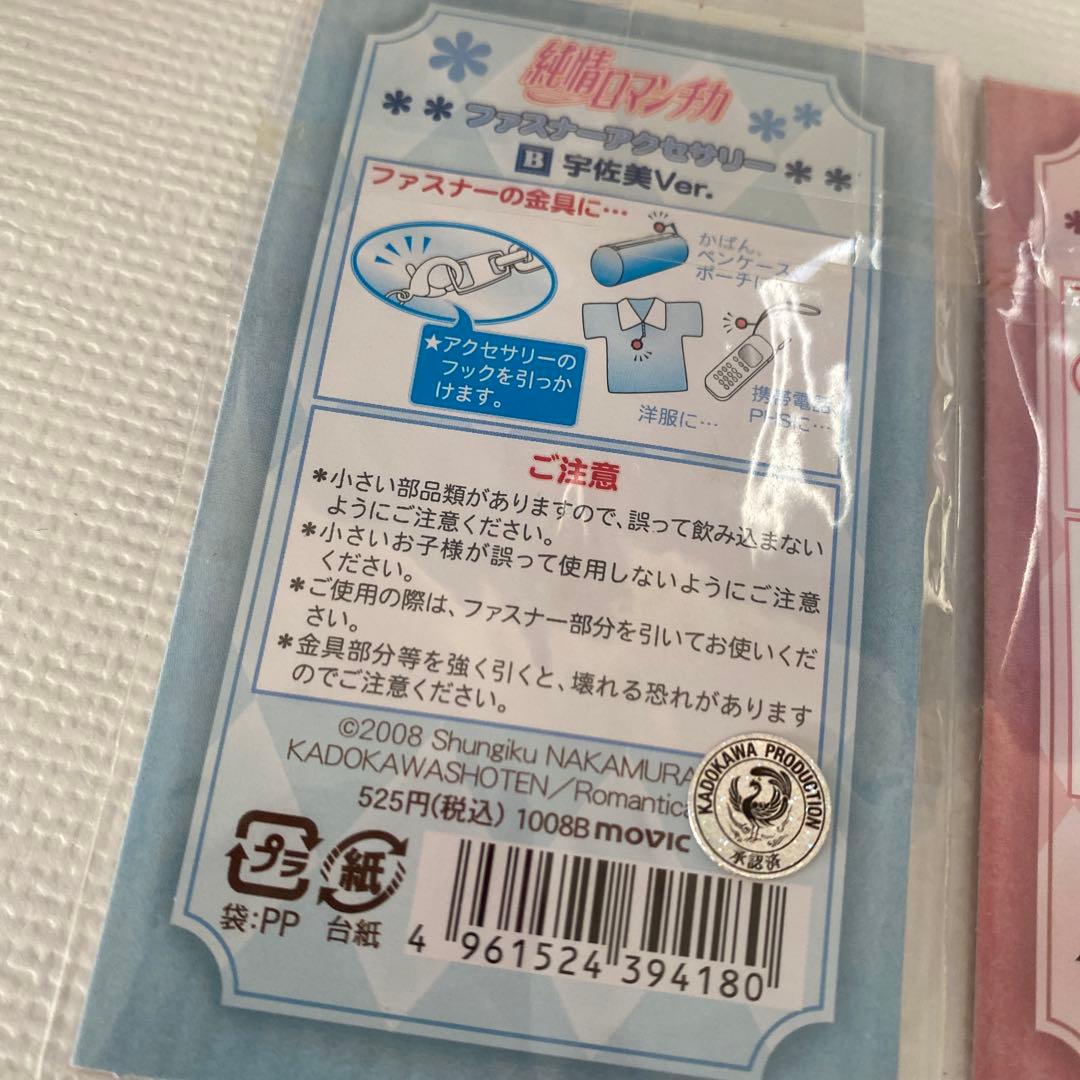 純情ロマンチカ
ファスナーアクセサリー
B 宇佐美Ver.
ファスナーの金具に…
かばん、
ペンケース
ポーチに
★アクセサリーの
フックを引っか
けます。
洋服に…
携帯電話
PHSに…
ご注意
*小さい部品類がありますので、誤って飲み込まない
ようにご注意ください。
*小さいお子様が誤って使用しないようにご注意
ください。
*ご使用の際は、ファスナー部分を引いてお使いくだ
さい。
*金具部分等を強く引くと、壊れる恐れがあります
のでご注意ください。
©2008 Shungiku NAKAMURA
KADOKAWASHOTEN/Romantica
525円(税込) 1008B movic
KADOKAWA PRODUCTION
承認済
プラ
紙
袋:PP 台紙
4 961524 394180